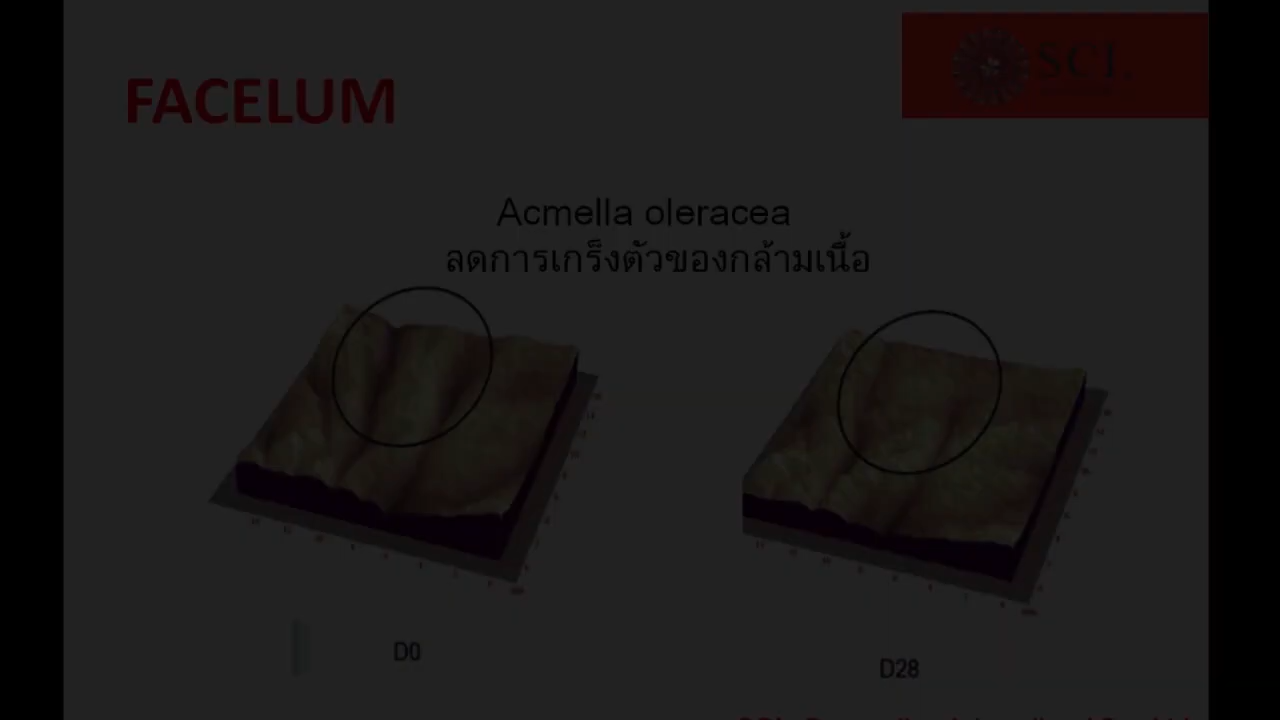 FACELUM
SCI.
Acmella oleracea
ลดการเกร็งตัวของกล้ามเนื้อ
D0
D28